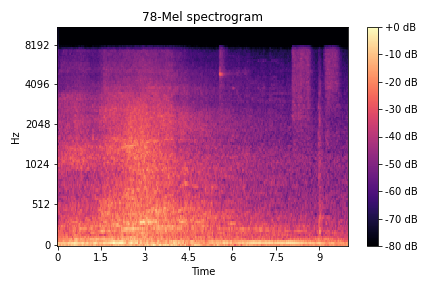 78-Mel spectrogram
8192
4096
2048
1024
512
0
Hz
0
1.5
3
4.5
6
7.5
9
Time
+0 dB
-10 dB
-20 dB
-30 dB
-40 dB
-50 dB
-60 dB
-70 dB
-80 dB